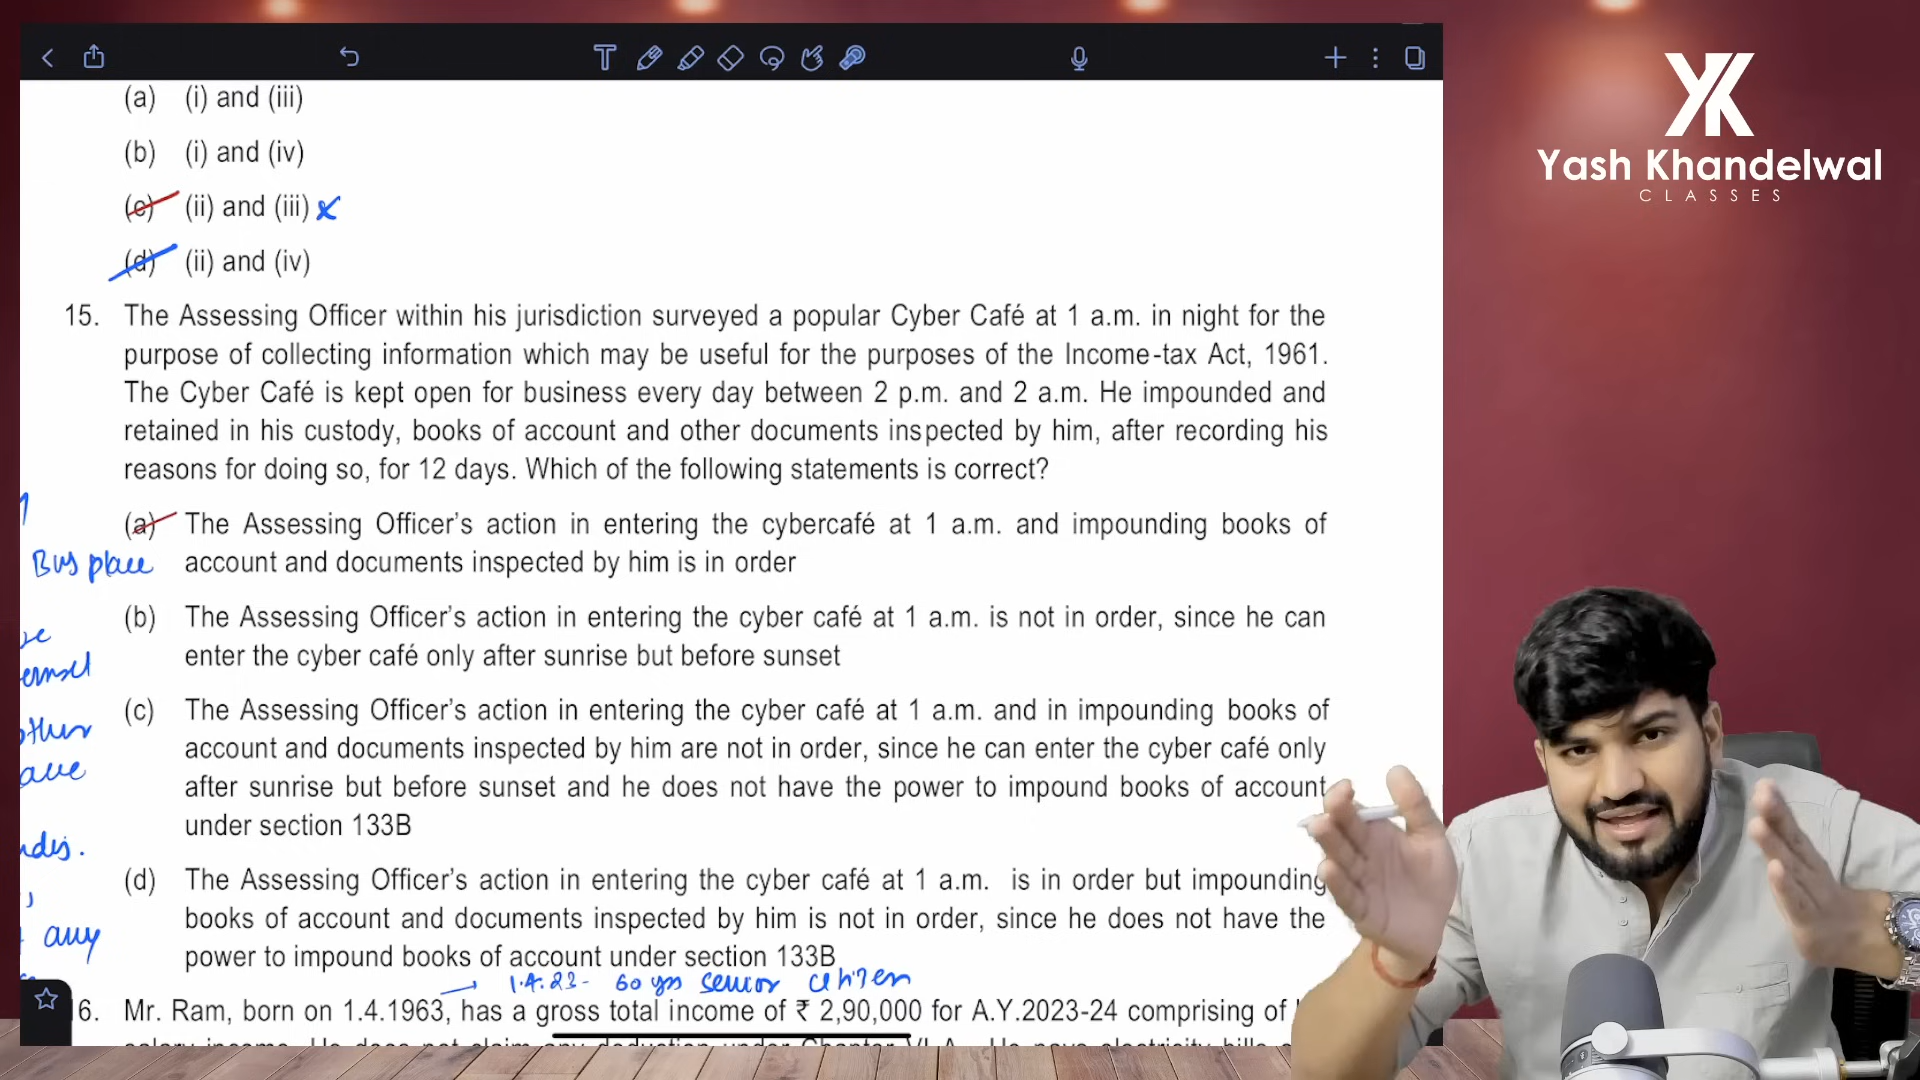 (a) (i) and (iii)
(b) (i) and (iv)
(c) (ii) and (iii) x
(d) (ii) and (iv)
15. The Assessing Officer within his jurisdiction surveyed a popular Cyber Café at 1 a.m. in night for the
purpose of collecting information which may be useful for the purposes of the Income-tax Act, 1961.
The Cyber Café is kept open for business every day between 2 p.m. and 2 a.m. He impounded and
retained in his custody, books of account and other documents inspected by him, after recording his
reasons for doing so, for 12 days. Which of the following statements is correct?
(a) The Assessing Officer's action in entering the cybercafé at 1 a.m. and impounding books of
Bus place account and documents inspected by him is in order
(b) The Assessing Officer's action in entering the cyber café at 1 a.m. is not in order, since he can
enter the cyber café only after sunrise but before sunset
(c) The Assessing Officer's action in entering the cyber café at 1 a.m. and in impounding books of
account and documents inspected by him are not in order, since he can enter the cyber café only
after sunrise but before sunset and he does not have the power to impound books of account
under section 133B
(d) The Assessing Officer's action in entering the cyber café at 1 a.m. is in order but impounding
any books of account and documents inspected by him is not in order, since he does not have the
power to impound books of account under section 133B
1.4.23- 60 yrs senior citizen
16. Mr. Ram, born on 1.4.1963, has a gross total income of ₹ 2,90,000 for A.Y.2023-24 comprising of
YK
Yash Khandelwal
CLASSES